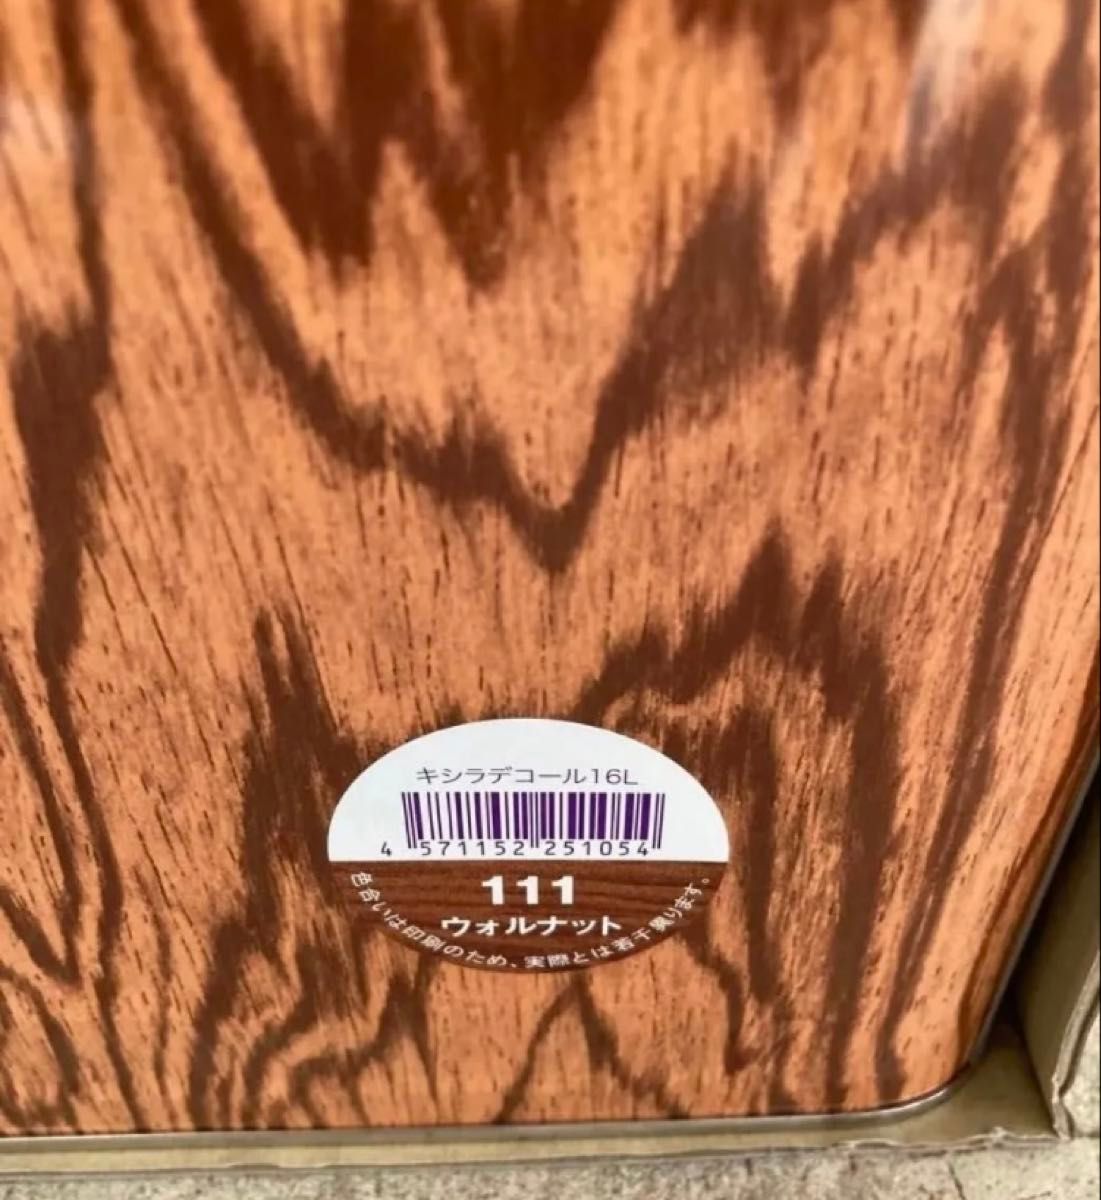 キシラデコール16L
4 571152 251054
111
ウォルナット
色合いは印刷のため、実際とは若干異ります。